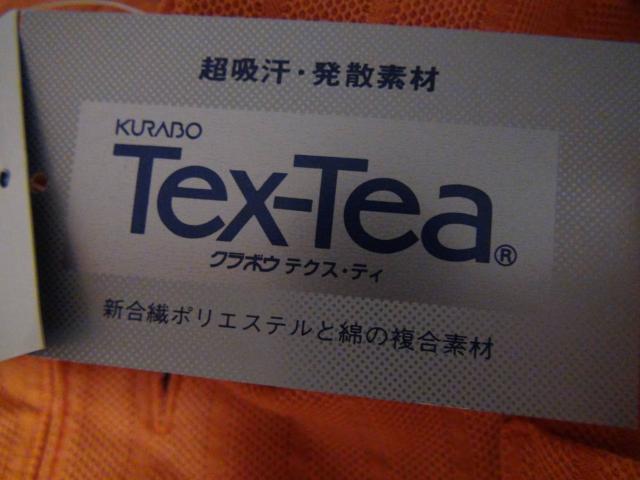 超吸汗・発散素材
KURABO
Tex-Tea®
クラボウ テクス・ティ
新合繊ポリエステルと綿の複合素材